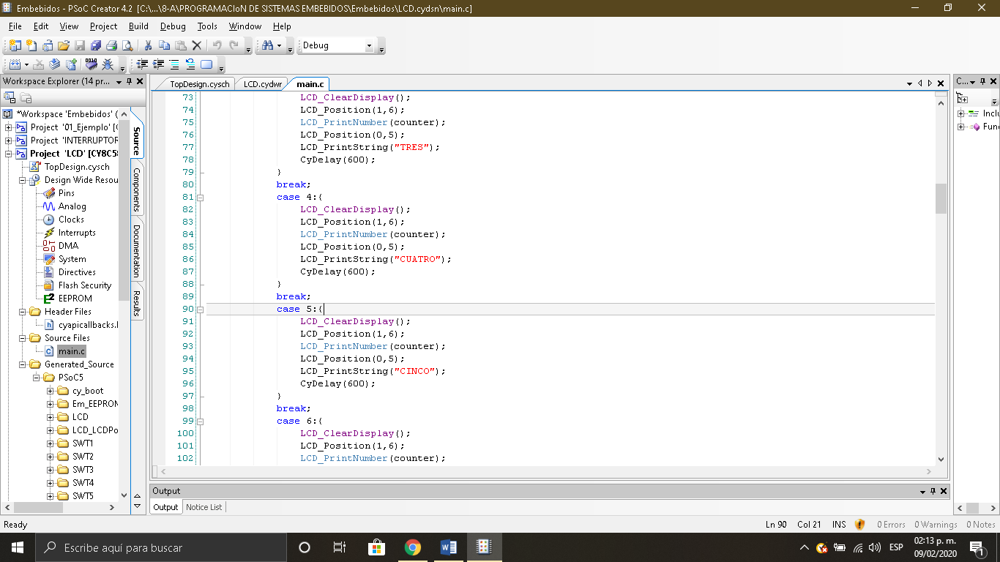 Embebidos - PSoC Creator 4.2 [C:\...\8-A\PROGRAMACIoN DE SISTEMAS EMBEBIDOS\Embebidos\LCD.cydsn\main.c]
File Edit View Project Build Debug Tools Window Help
Debug
Workspace Explorer (14 pr...
*Workspace 'Embebidos' (
Project '01_Ejemplo' [C
Project 'INTERRUPTOR
Project 'LCD' [CY8C5
TopDesign.cysch
Design Wide Resou
Pins
Analog
Clocks
Interrupts
DMA
System
Directives
Flash Security
EEPROM
Header Files
cyapicallbacks.l
Source Files
main.c
Generated_Source
PSoC5
cy_boot
Em_EEPROM
LCD
LCD_LCDPo
SWT1
SWT2
SWT3
SWT4
SWT5
Source
Components
Documentation
Results
TopDesign.cysch LCD.cydwr main.c
73 LCD_ClearDisplay();
74 LCD_Position(1,6);
75 LCD_PrintNumber(counter);
76 LCD_Position(0,5);
77 LCD_PrintString("TRES");
78 CyDelay(600);
79 }
80 break;
81 case 4:{
82 LCD_ClearDisplay();
83 LCD_Position(1,6);
84 LCD_PrintNumber(counter);
85 LCD_Position(0,5);
86 LCD_PrintString("CUATRO");
87 CyDelay(600);
88 }
89 break;
90 case 5:{
91 LCD_ClearDisplay();
92 LCD_Position(1,6);
93 LCD_PrintNumber(counter);
94 LCD_Position(0,5);
95 LCD_PrintString("CINCO");
96 CyDelay(600);
97 }
98 break;
99 case 6:{
100 LCD_ClearDisplay();
101 LCD_Position(1,6);
102 LCD_PrintNumber(counter);
C...
Inclu
Func
Output
Output Notice List
Ready
Ln 90 Col 21 INS 0 Errors 0 Warnings 0 Notes
Escribe aquí para buscar
ESP
02:13 p. m.
09/02/2020
1